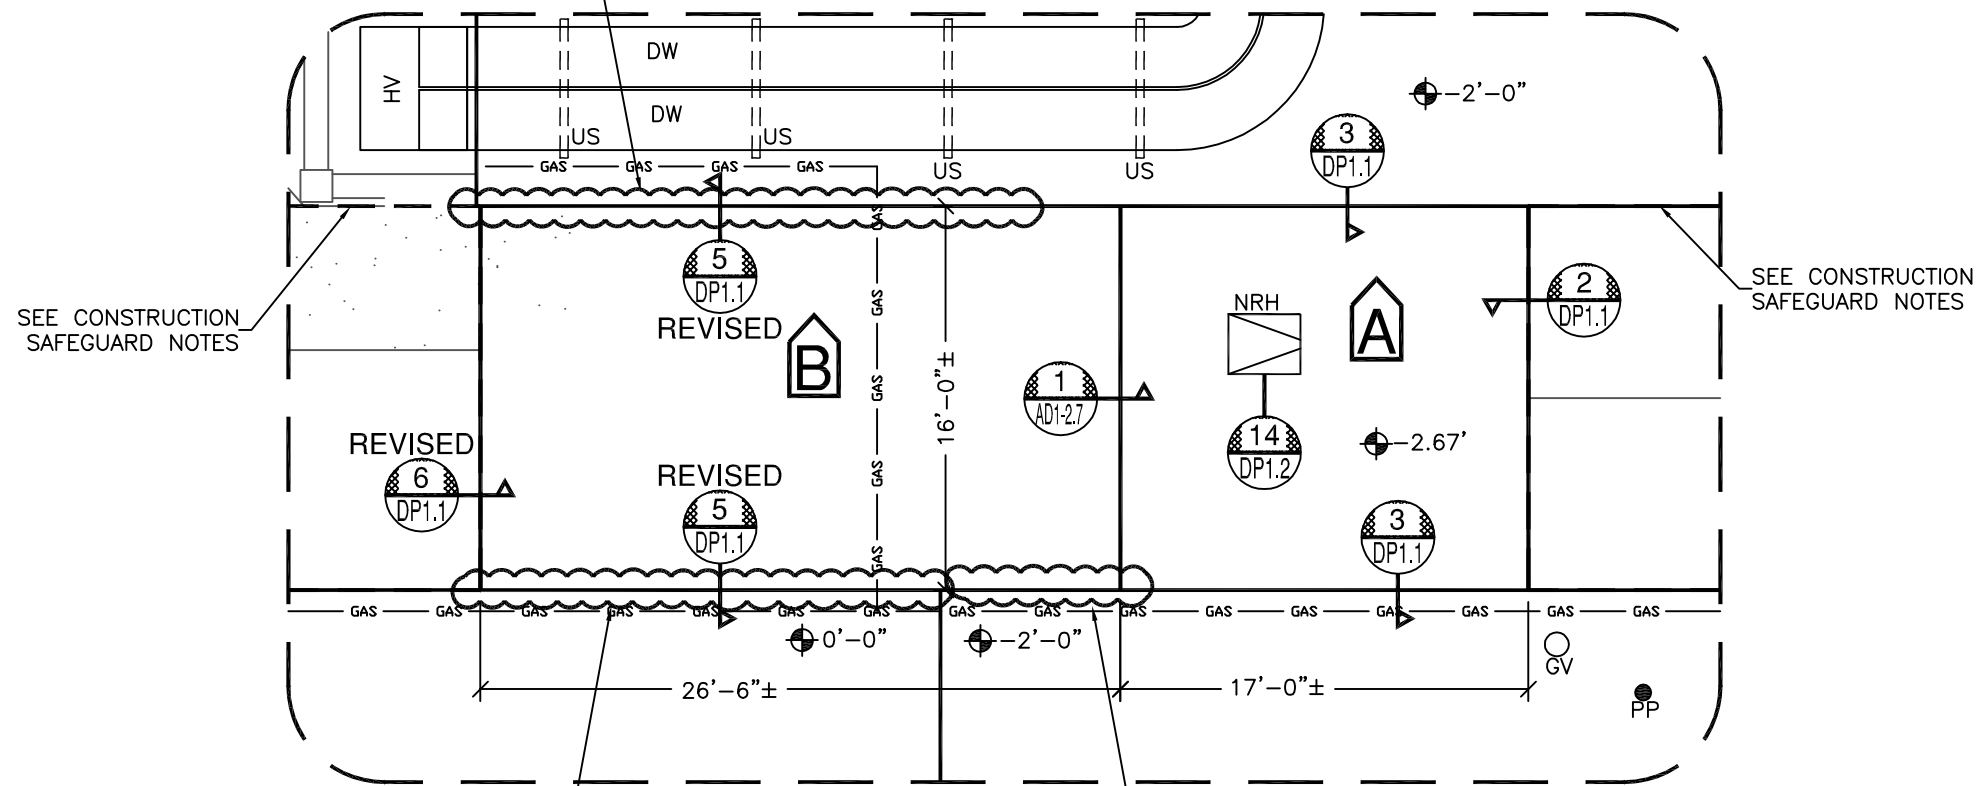 DW
HV
-2'-0"
DW
3
DP1.1
US
US
US
US
GAS GAS GAS GAS
GAS
5
DP1.1
REVISED
SEE CONSTRUCTION
SAFEGUARD NOTES
2
DP1.1
SEE CONSTRUCTION
SAFEGUARD NOTES
NRH
GAS
A
B
1
AD1-2.7
16'-0"±
GAS
14
DP1.2
-2.67'
REVISED
6
DP1.1
REVISED
5
DP1.1
GAS
3
DP1.1
GAS
GAS GAS GAS GAS GAS GAS GAS GAS GAS GAS GAS GAS GAS GAS GAS GAS
0'-0"
-2'-0"
GV
26'-6"±
17'-0"±
PP